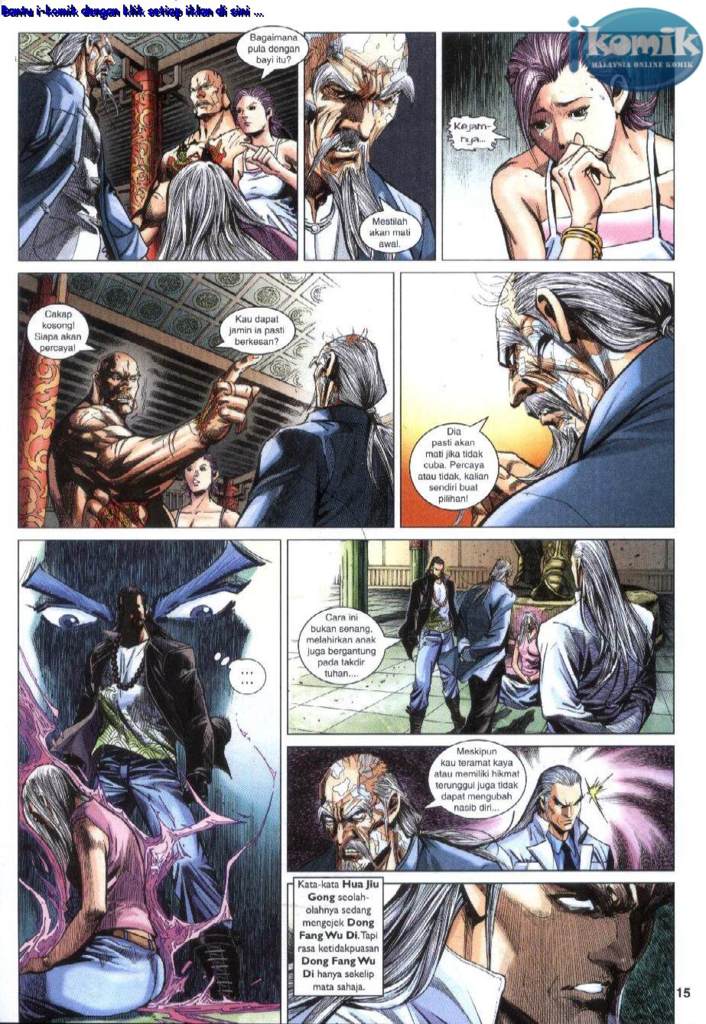 Bantu i-komik dengan klik setiap iklan di sini ...
ikomik
MALAYSIA ONLINE KOMIK
Bagaimana
pula dengan
bayi itu?
Mestilah
akan mati
awal.
Kejam-
nya...
Cakap
kosong!
Siapa akan
percaya!
Kau dapat
jamin ia pasti
berkesan?
Dia
pasti akan
mati jika tidak
cuba. Percaya
atau tidak, kalian
sendiri buat
pilihan!
...
...
Cara ini
bukan senang,
melahirkan anak
juga bergantung
pada takdir
tuhan....
Meskipun
kau teramat kaya
atau memiliki hikmat
terunggul juga tidak
dapat mengubah
nasib diri...
Kata-kata Hua Jiu
Gong seolah-
olahnya sedang
mengejek Dong
Fang Wu Di. Tapi
rasa ketidakpuasan
Dong Fang Wu
Di hanya sekelip
mata sahaja.
15